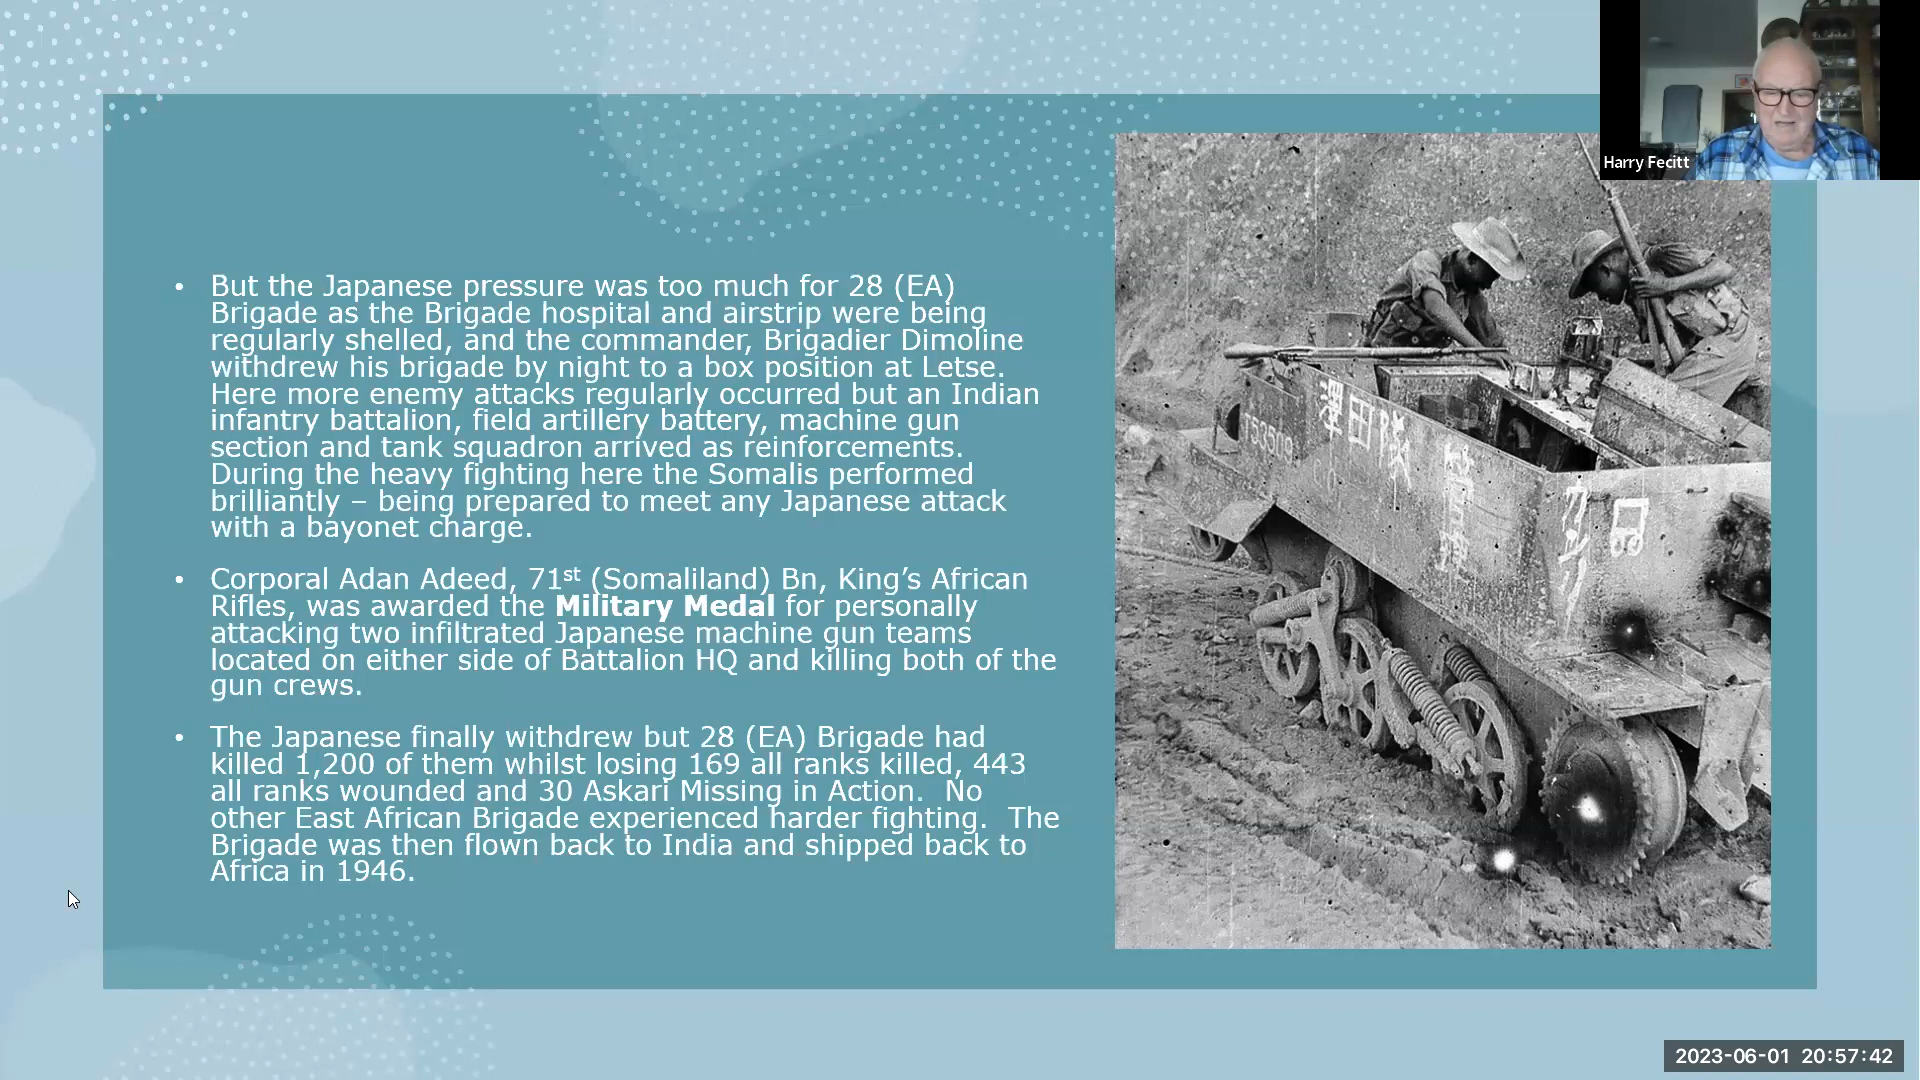 Harry Fecitt
• But the Japanese pressure was too much for 28 (EA)
Brigade as the Brigade hospital and airstrip were being
regularly shelled, and the commander, Brigadier Dimoline
withdrew his brigade by night to a box position at Letse.
Here more enemy attacks regularly occurred but an Indian
infantry battalion, field artillery battery, machine gun
section and tank squadron arrived as reinforcements.
During the heavy fighting here the Somalis performed
brilliantly – being prepared to meet any Japanese attack
with a bayonet charge.
• Corporal Adan Adeed, 71st (Somaliland) Bn, King’s African
Rifles, was awarded the Military Medal for personally
attacking two infiltrated Japanese machine gun teams
located on either side of Battalion HQ and killing both of the
gun crews.
• The Japanese finally withdrew but 28 (EA) Brigade had
killed 1,200 of them whilst losing 169 all ranks killed, 443
all ranks wounded and 30 Askari Missing in Action.  No
other East African Brigade experienced harder fighting.  The
Brigade was then flown back to India and shipped back to
Africa in 1946.
T53509
澤田隊
2023-06-01 20:57:42